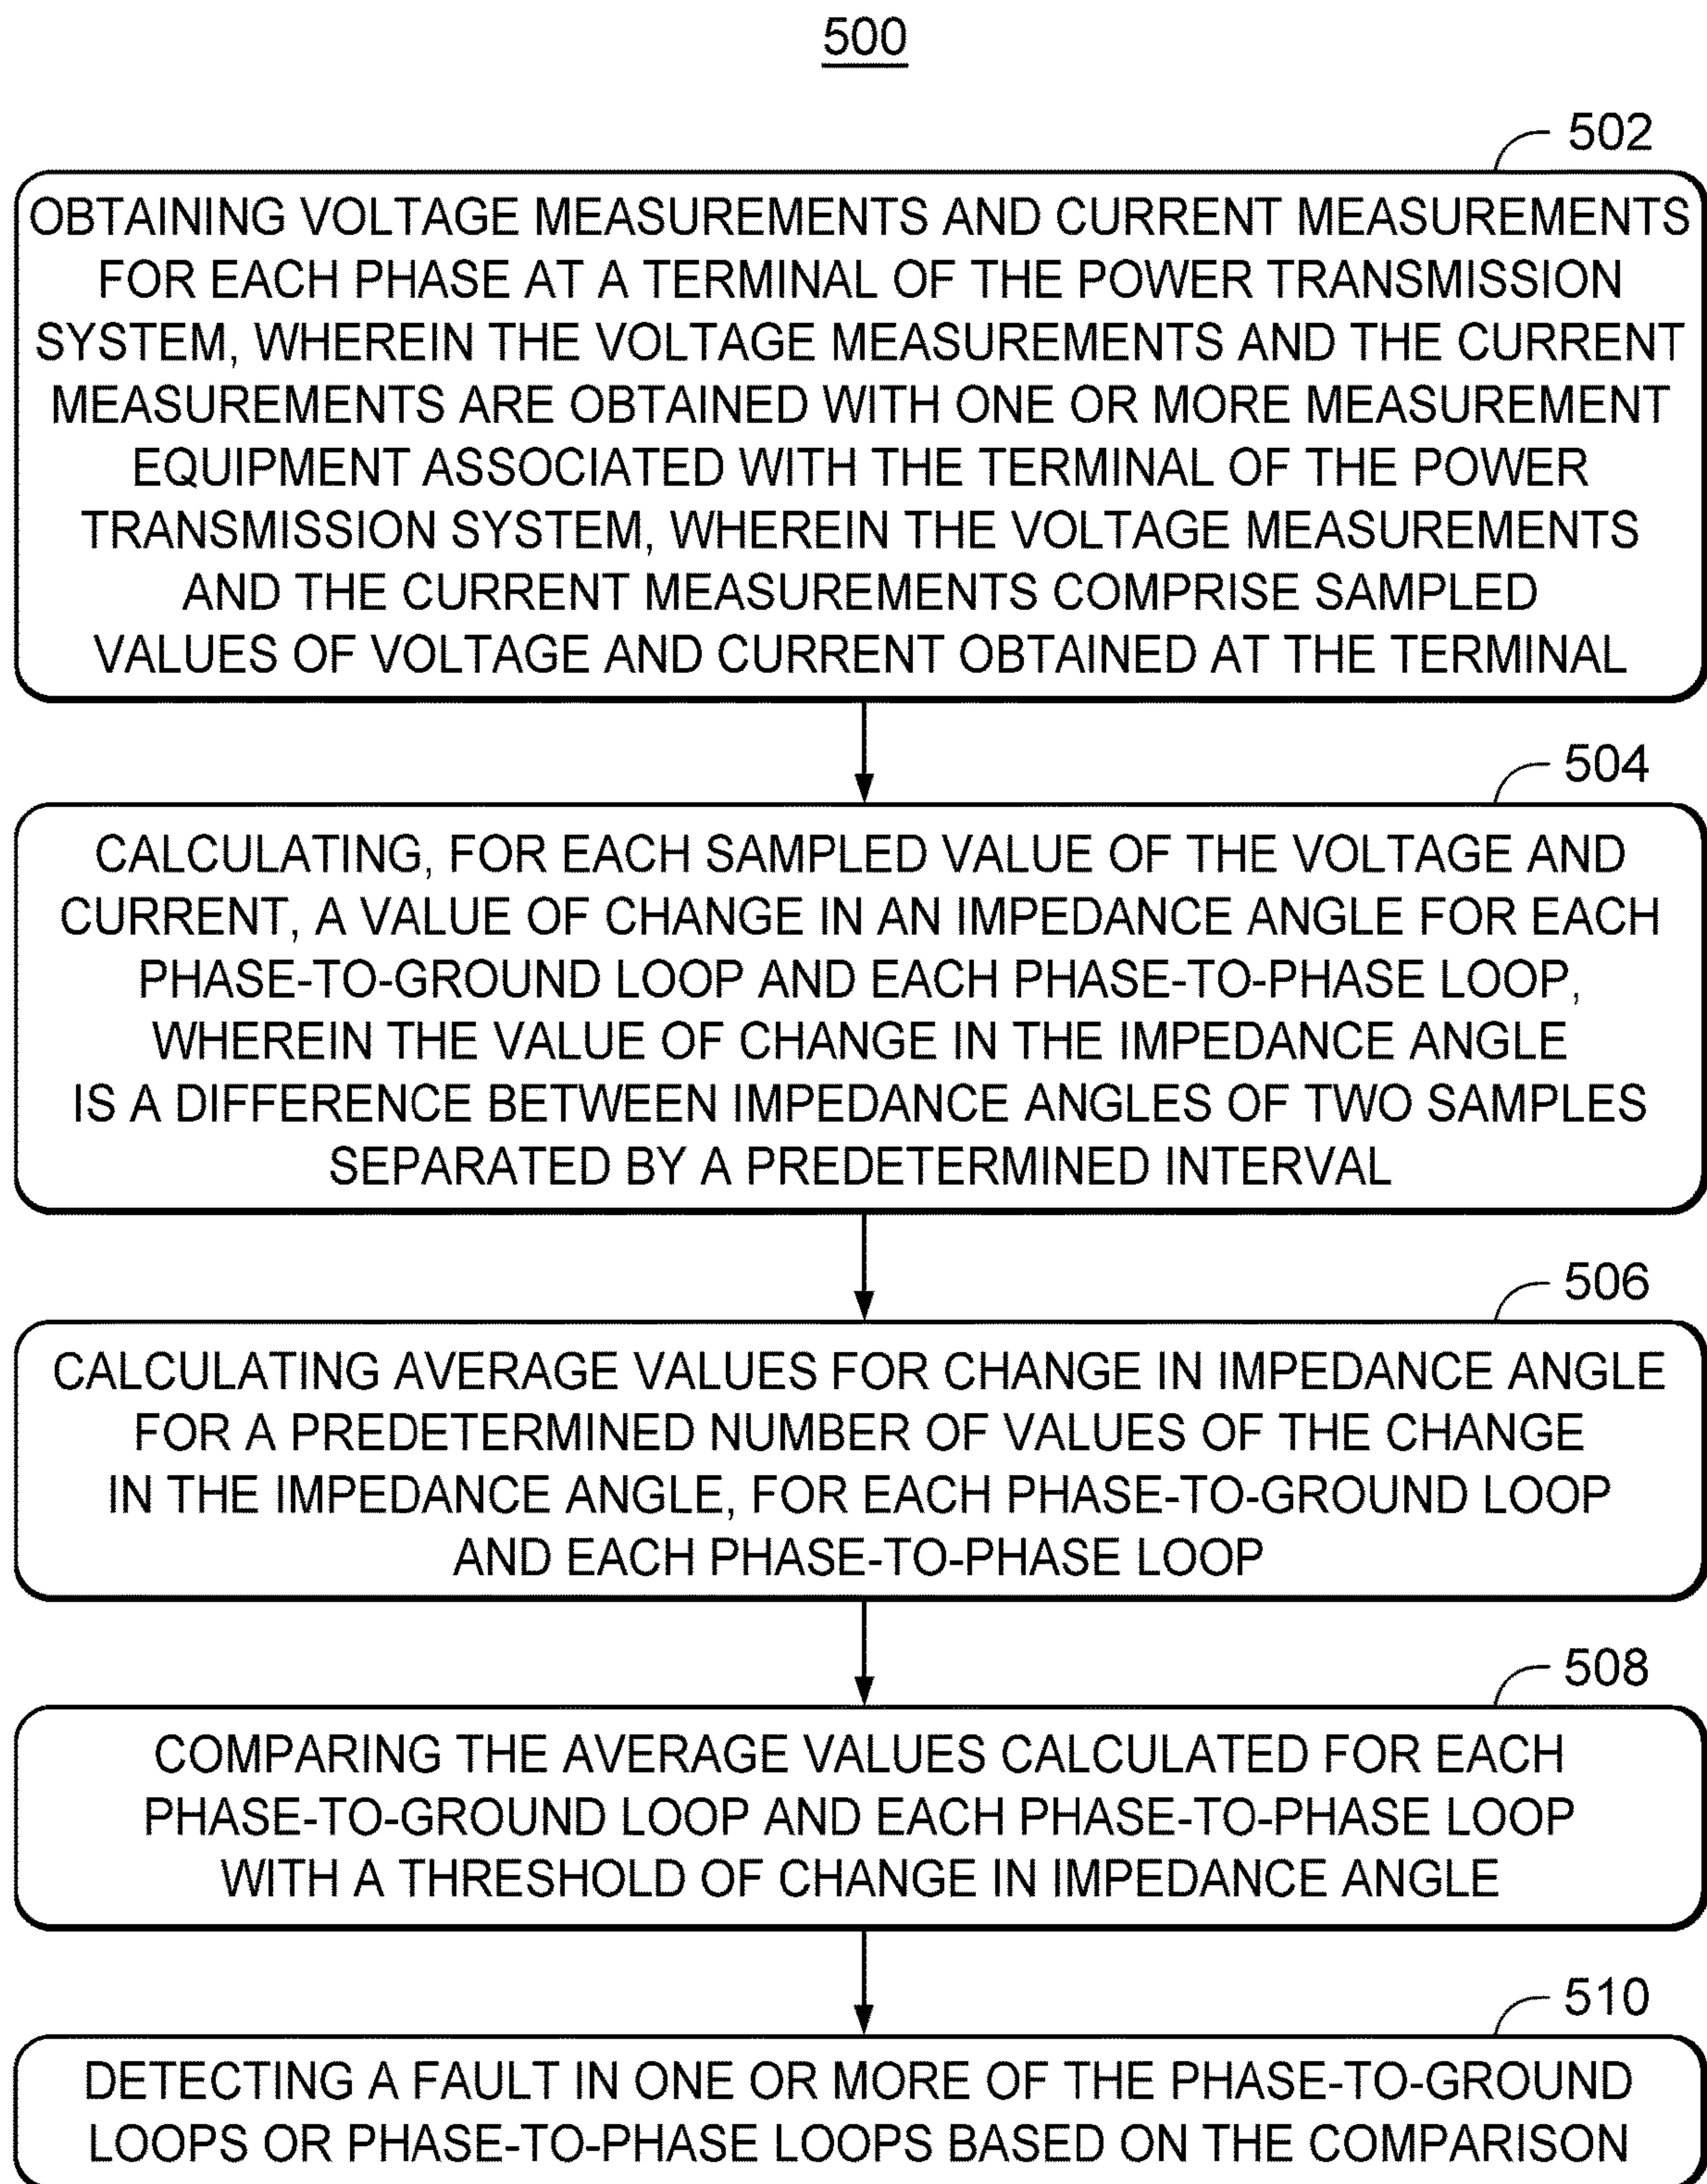 500
502
OBTAINING VOLTAGE MEASUREMENTS AND CURRENT MEASUREMENTS
FOR EACH PHASE AT A TERMINAL OF THE POWER TRANSMISSION
SYSTEM, WHEREIN THE VOLTAGE MEASUREMENTS AND THE CURRENT
MEASUREMENTS ARE OBTAINED WITH ONE OR MORE MEASUREMENT
EQUIPMENT ASSOCIATED WITH THE TERMINAL OF THE POWER
TRANSMISSION SYSTEM, WHEREIN THE VOLTAGE MEASUREMENTS
AND THE CURRENT MEASUREMENTS COMPRISE SAMPLED
VALUES OF VOLTAGE AND CURRENT OBTAINED AT THE TERMINAL
504
CALCULATING, FOR EACH SAMPLED VALUE OF THE VOLTAGE AND
CURRENT, A VALUE OF CHANGE IN AN IMPEDANCE ANGLE FOR EACH
PHASE-TO-GROUND LOOP AND EACH PHASE-TO-PHASE LOOP,
WHEREIN THE VALUE OF CHANGE IN THE IMPEDANCE ANGLE
IS A DIFFERENCE BETWEEN IMPEDANCE ANGLES OF TWO SAMPLES
SEPARATED BY A PREDETERMINED INTERVAL
506
CALCULATING AVERAGE VALUES FOR CHANGE IN IMPEDANCE ANGLE
FOR A PREDETERMINED NUMBER OF VALUES OF THE CHANGE
IN THE IMPEDANCE ANGLE, FOR EACH PHASE-TO-GROUND LOOP
AND EACH PHASE-TO-PHASE LOOP
508
COMPARING THE AVERAGE VALUES CALCULATED FOR EACH
PHASE-TO-GROUND LOOP AND EACH PHASE-TO-PHASE LOOP
WITH A THRESHOLD OF CHANGE IN IMPEDANCE ANGLE
510
DETECTING A FAULT IN ONE OR MORE OF THE PHASE-TO-GROUND
LOOPS OR PHASE-TO-PHASE LOOPS BASED ON THE COMPARISON